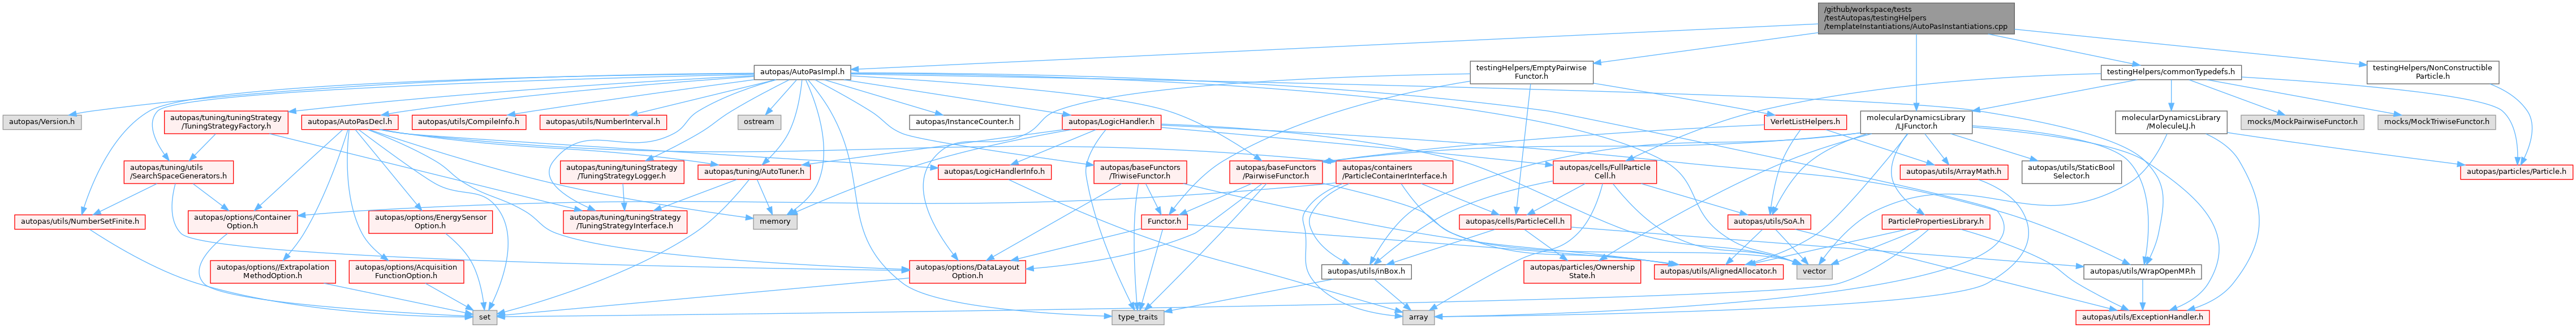 /github/workspace/tests
/testAutopas/testingHelpers
/templateInstantiations/AutoPasInstantiations.cpp
autopas/AutoPasImpl.h
testingHelpers/EmptyPairwise
Functor.h
testingHelpers/commonTypedefs.h
testingHelpers/NonConstructible
Particle.h
autopas/Version.h
autopas/tuning/tuningStrategy
/TuningStrategyFactory.h
autopas/AutoPasDecl.h
autopas/utils/CompileInfo.h
autopas/utils/NumberInterval.h
ostream
autopas/InstanceCounter.h
autopas/LogicHandler.h
VerletListHelpers.h
molecularDynamicsLibrary
/LJFunctor.h
molecularDynamicsLibrary
/MoleculeLJ.h
mocks/MockPairwiseFunctor.h
mocks/MockTriwiseFunctor.h
autopas/tuning/utils
/SearchSpaceGenerators.h
autopas/tuning/tuningStrategy
/TuningStrategyLogger.h
autopas/tuning/AutoTuner.h
autopas/LogicHandlerInfo.h
autopas/baseFunctors
/TriwiseFunctor.h
autopas/baseFunctors
/PairwiseFunctor.h
autopas/containers
/ParticleContainerInterface.h
autopas/cells/FullParticle
Cell.h
autopas/utils/ArrayMath.h
autopas/utils/StaticBool
Selector.h
autopas/particles/Particle.h
autopas/utils/NumberSetFinite.h
autopas/options/Container
Option.h
autopas/options/EnergySensor
Option.h
autopas/tuning/tuningStrategy
/TuningStrategyInterface.h
memory
Functor.h
autopas/cells/ParticleCell.h
autopas/utils/SoA.h
ParticlePropertiesLibrary.h
autopas/options//Extrapolation
MethodOption.h
autopas/options/Acquisition
FunctionOption.h
autopas/options/DataLayout
Option.h
autopas/utils/inBox.h
autopas/particles/Ownership
State.h
autopas/utils/AlignedAllocator.h
vector
autopas/utils/WrapOpenMP.h
set
type_traits
array
autopas/utils/ExceptionHandler.h